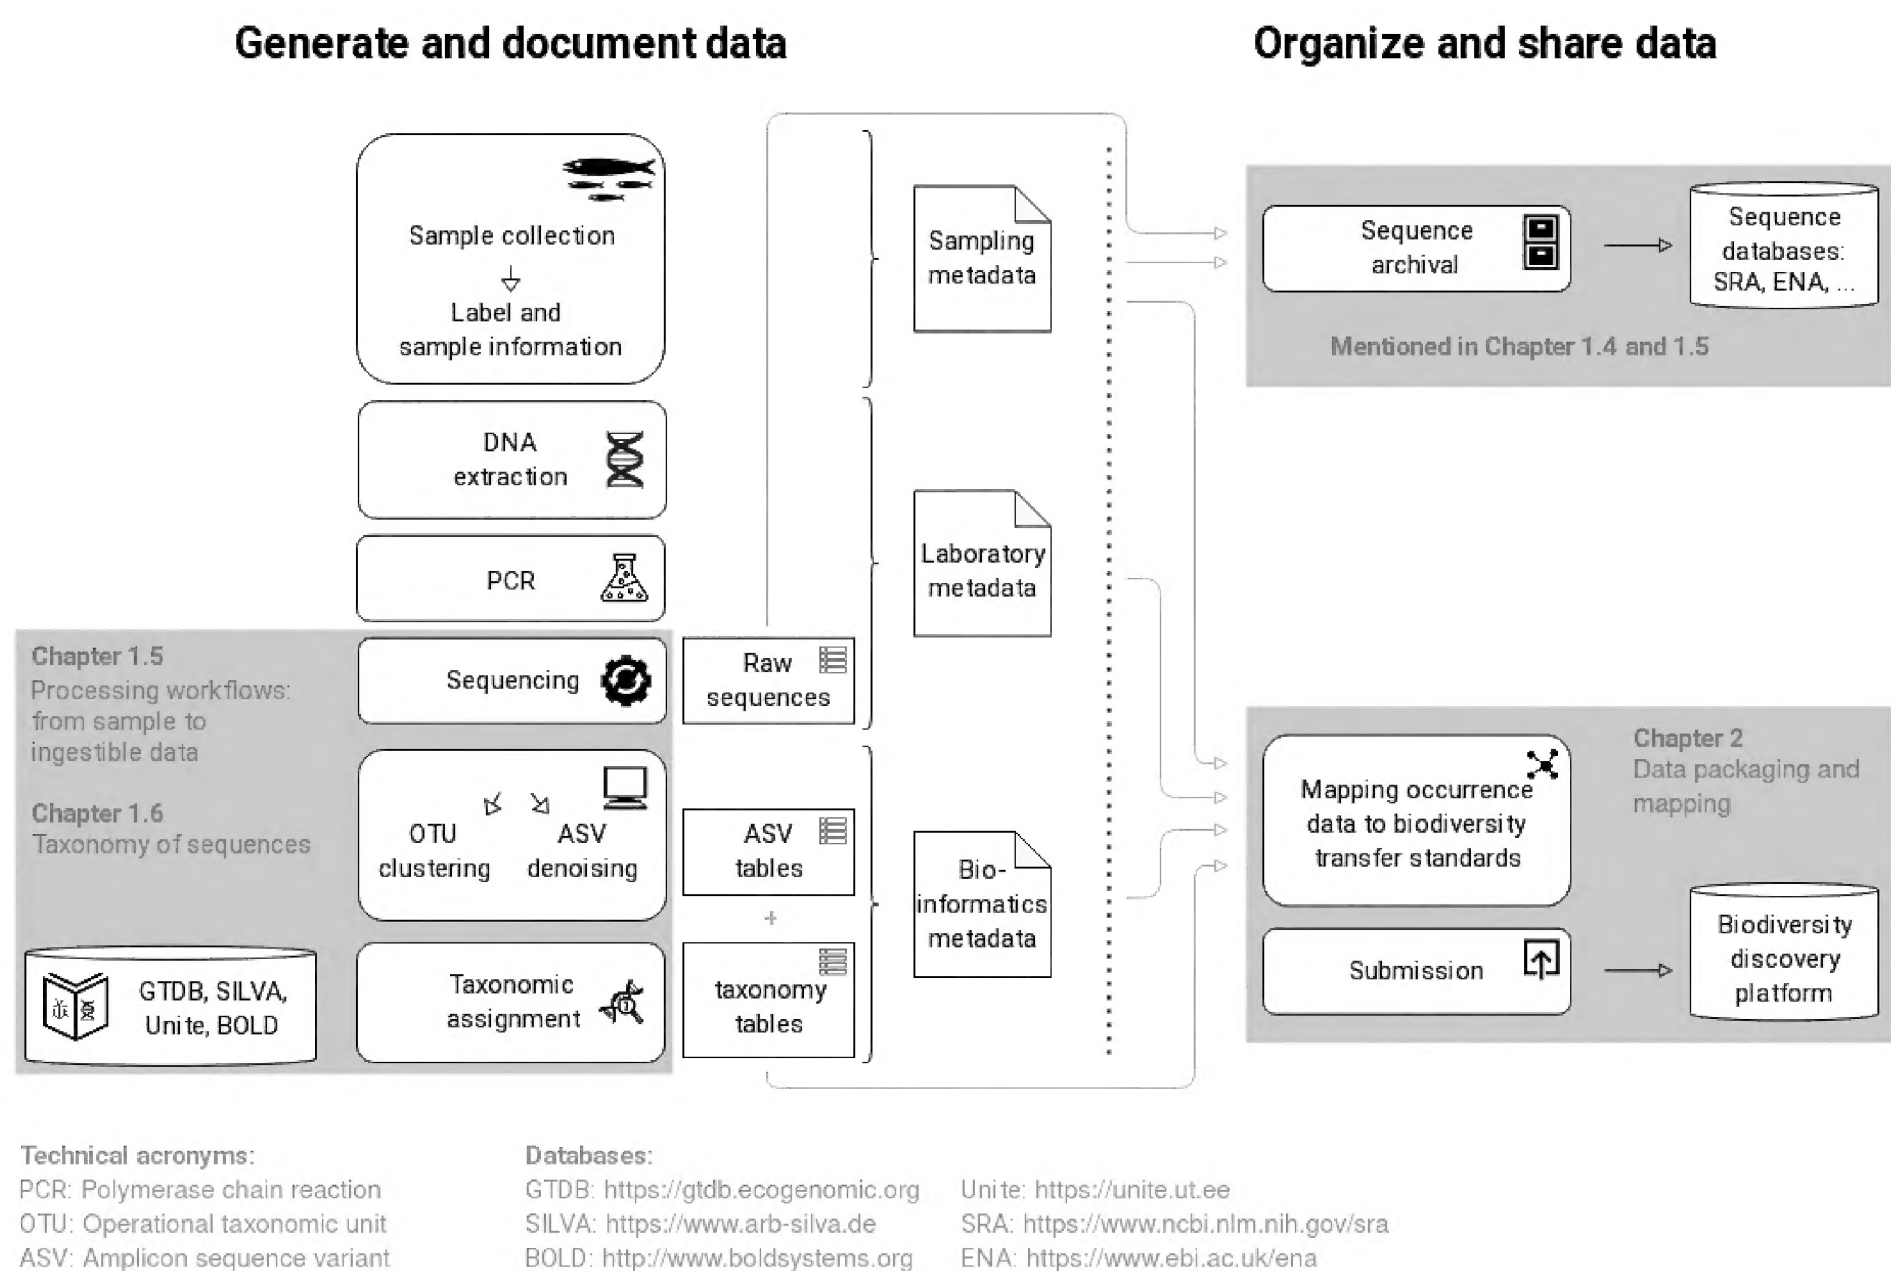 Generate and document data
Organize and share data
Sample collection
Label and
sample information
DNA
extraction
PCR
Chapter 1.5
Processing workflows:
from sample to
ingestible data
Chapter 1.6
Taxonomy of sequences
GTDB, SILVA,
Unite, BOLD
Sequencing
OTU
clustering
ASV
denoising
Taxonomic
assignment
Raw
sequences
ASV
tables
+
taxonomy
tables
Sampling
metadata
Laboratory
metadata
Bio-
informatics
metadata
Sequence
archival
Sequence
databases:
SRA, ENA, ...
Mentioned in Chapter 1.4 and 1.5
Mapping occurrence
data to biodiversity
transfer standards
Chapter 2
Data packaging and
mapping
Submission
Biodiversity
discovery
platform
Technical acronyms:
PCR: Polymerase chain reaction
OTU: Operational taxonomic unit
ASV: Amplicon sequence variant
Databases:
GTDB: https://gtdb.ecogenomic.org
SILVA: https://www.arb-silva.de
BOLD: http://www.boldsystems.org
Unite: https://unite.ut.ee
SRA: https://www.ncbi.nlm.nih.gov/sra
ENA: https://www.ebi.ac.uk/ena